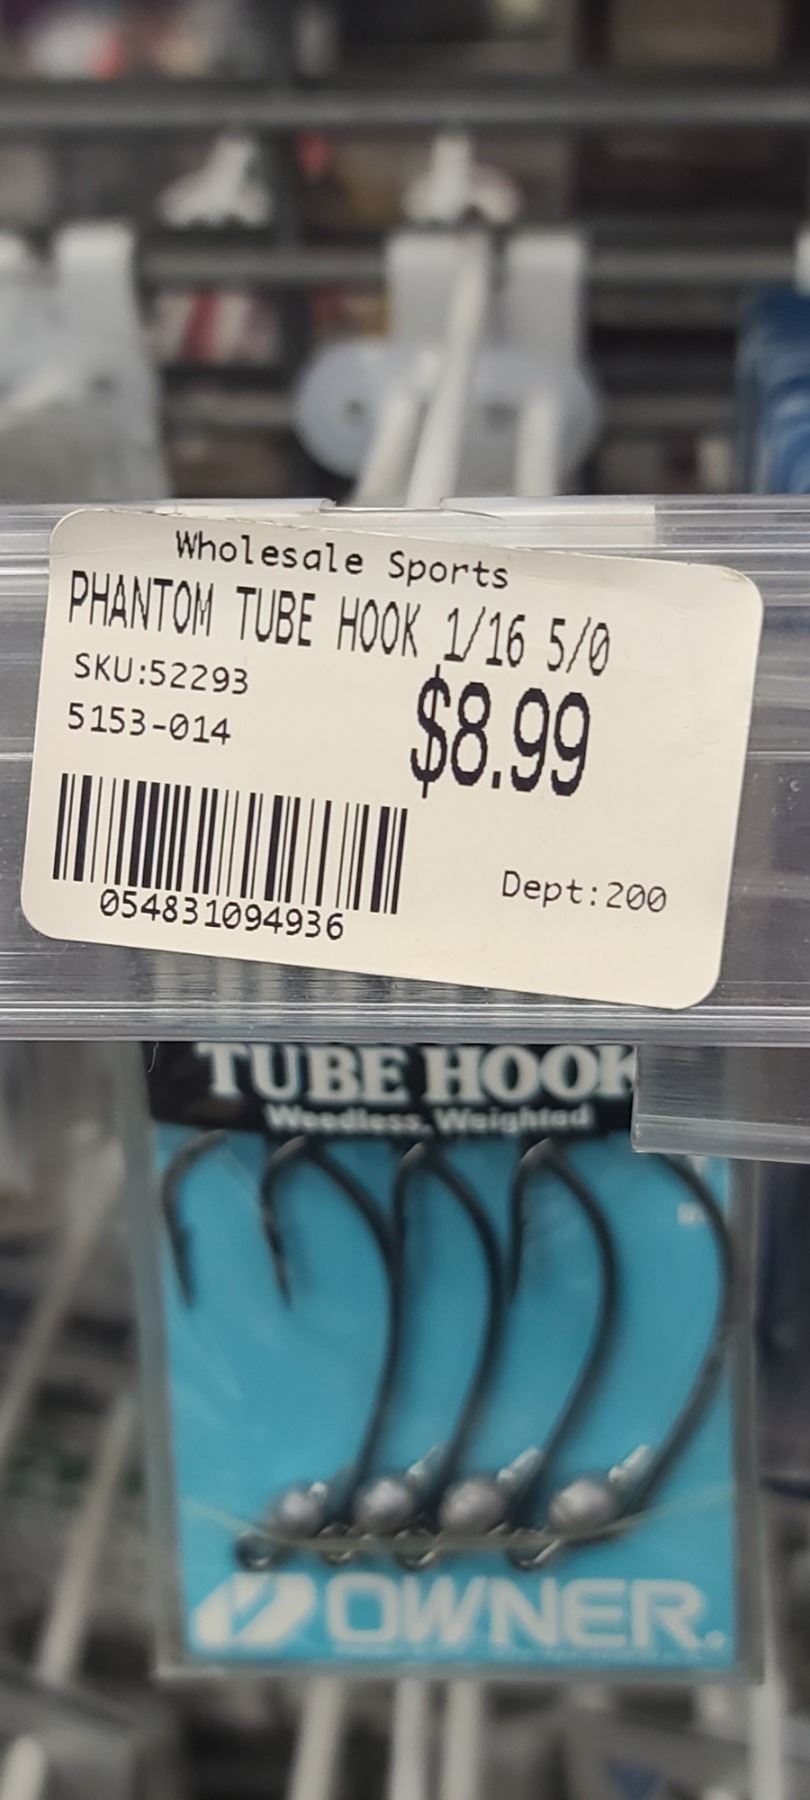 Wholesale Sports
PHANTOM TUBE HOOK 1/16 5/0
SKU:52293
$8.99
5153-014
054831094936
Dept:200
TUBE HOOK
Weedless, Weighted
OWNER.